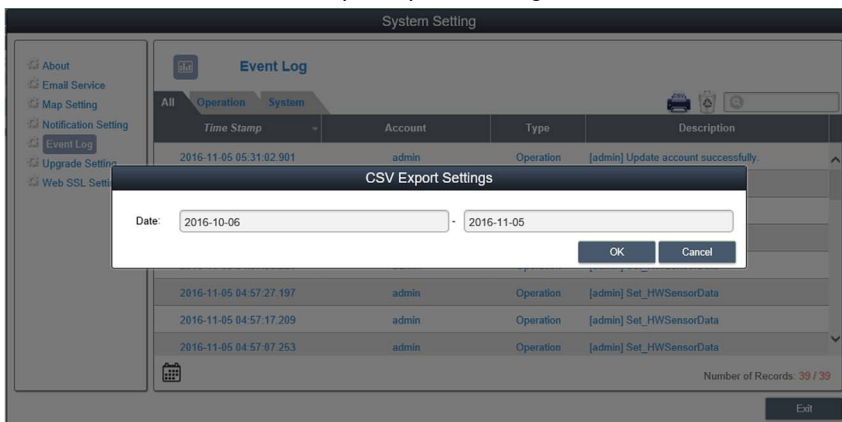 System Setting
About
Email Service
Map Setting
Notification Setting
Event Log
Upgrade Setting
Web SSL Setti
Event Log
All Operation System
CSV
Time Stamp Account Type Description
2016-11-05 05:31:02.901 admin Operation [admin] Update account successfully.
CSV Export Settings
Date: 2016-10-06 - 2016-11-05
OK Cancel
2016-11-05 04:57:27.197 admin Operation [admin] Set_HWSensorData
2016-11-05 04:57:17.209 admin Operation [admin] Set_HWSensorData
2016-11-05 04:57:07.253 admin Operation [admin] Set_HWSensorData
Number of Records: 39 / 39
Exit